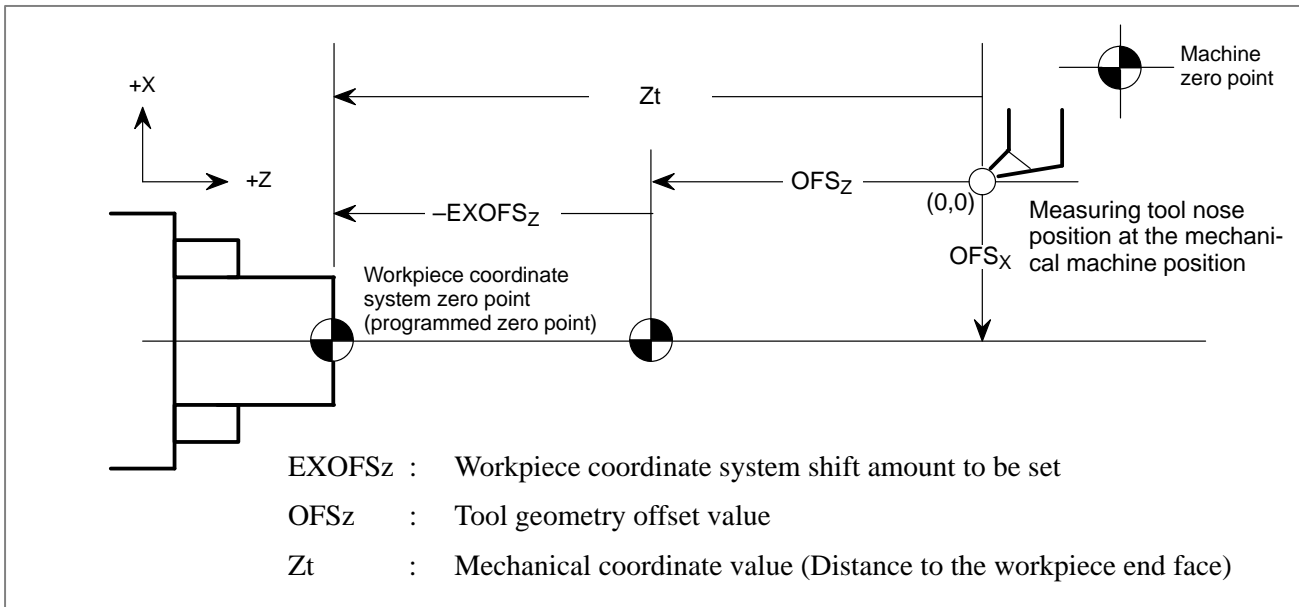 Machine
zero point
+X
Zt
+Z
OFSZ
(0,0)
–EXOFSZ
Measuring tool nose
position at the mechani-
cal machine position
OFSX
Workpiece coordinate
system zero point
(programmed zero point)
EXOFSz : Workpiece coordinate system shift amount to be set
OFSz : Tool geometry offset value
Zt : Mechanical coordinate value (Distance to the workpiece end face)